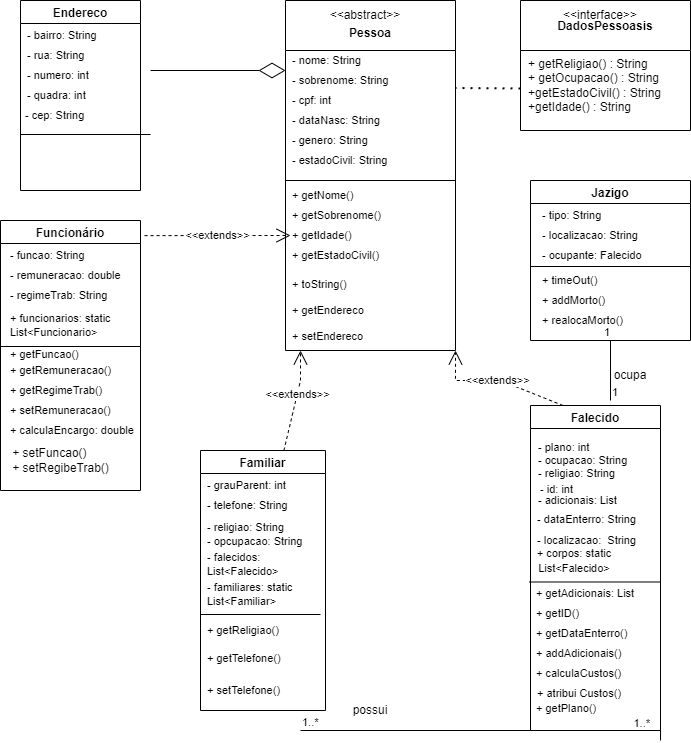 Endereco
- bairro: String
- rua: String
- numero: int
- quadra: int
- cep: String
<<abstract>>
Pessoa
- nome: String
- sobrenome: String
- cpf: int
- dataNasc: String
- genero: String
- estadoCivil: String
+ getNome()
+ getSobrenome()
+ getIdade()
+ getEstadoCivil()
+ toString()
+ getEndereco
+ setEndereco
<<interface>>
DadosPessoasis
+ getReligiao() : String
+ getOcupacao() : String
+getEstadoCivil() : String
+getIdade() : String
Jazigo
- tipo: String
- localizacao: String
- ocupante: Falecido
+ timeOut()
+ addMorto()
+ realocaMorto()
1
ocupa
1
Funcionário
- funcao: String
- remuneracao: double
- regimeTrab: String
+ funcionarios: static
List<Funcionario>
+ getFuncao()
+ getRemuneracao()
+ getRegimeTrab()
+ setRemuneracao()
+ calculaEncargo: double
+ setFuncao()
+ setRegibeTrab()
<<extends>>
<<extends>>
<<extends>>
Familiar
- grauParent: int
- telefone: String
- religiao: String
- opcupacao: String
- falecidos:
List<Falecido>
- familiares: static
List<Familiar>
+ getReligiao()
+ getTelefone()
+ setTelefone()
Falecido
- plano: int
- ocupacao: String
- religiao: String
- id: int
- adicionais: List
- dataEnterro: String
- localizacao: String
+ corpos: static
List<Falecido>
+ getAdicionais: List
+ getID()
+ getDataEnterro()
+ addAdicionais()
+ calculaCustos()
+ atribui Custos()
+ getPlano()
possui
1..*
1..*